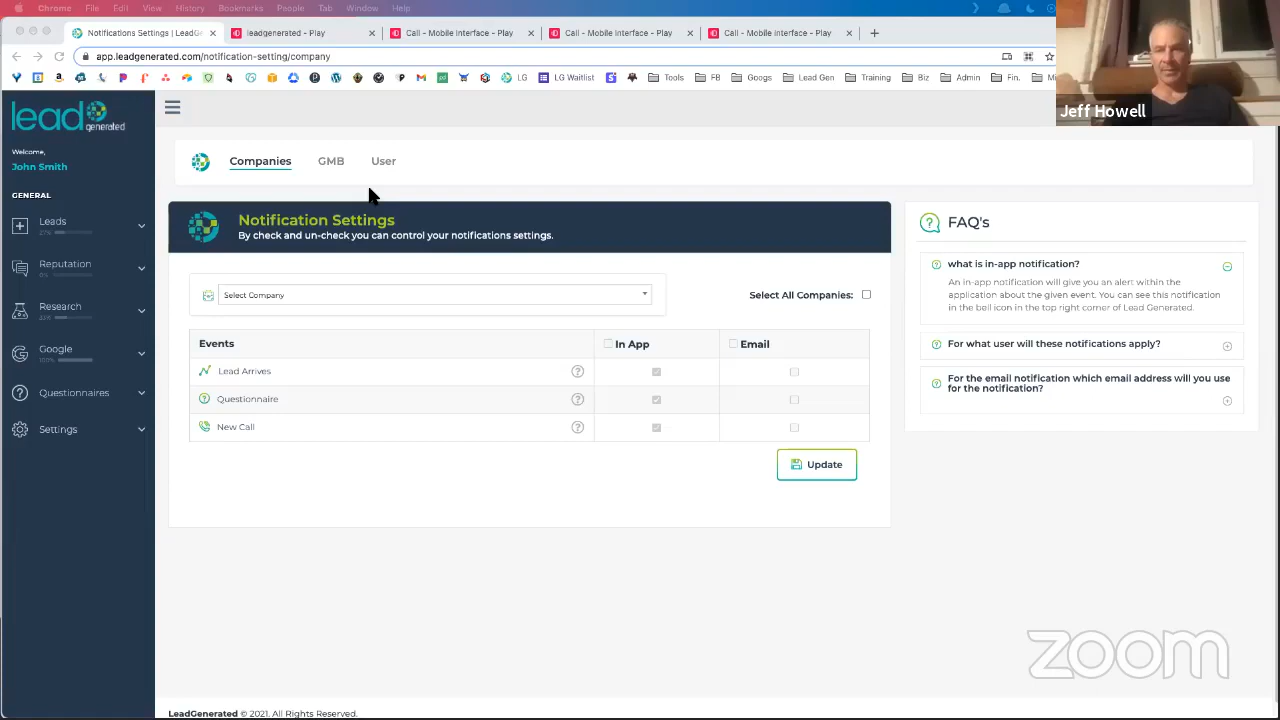 Chrome File Edit View History Bookmarks People Tab Window Help
Notifications Settings | LeadG
leadgenerated - Play
Call - Mobile Interface - Play
Call - Mobile Interface - Play
Call - Mobile Interface - Play
app.leadgenerated.com/notification-setting/company
LG
LG Waitlist
Tools
FB
Googs
LeadGen
Training
Biz
Admin
Fin.
Jeff Howell
lead generated
Welcome,
John Smith
GENERAL
Leads
27%
Reputation
0%
Research
Google
100%
Questionnaires
Settings
Companies GMB User
Notification Settings
By check and un-check you can control your notifications settings.
Select Company
Select All Companies:
Events In App Email
Lead Arrives
Questionnaire
New Call
Update
FAQ's
what is in-app notification?
An in-app notification will give you an alert within the
application about the given event. You can see this notification
in the bell icon in the top right corner of Lead Generated.
For what user will these notifications apply?
For the email notification which email address will you use
for the notification?
zoom
LeadGenerated © 2021. All Rights Reserved.